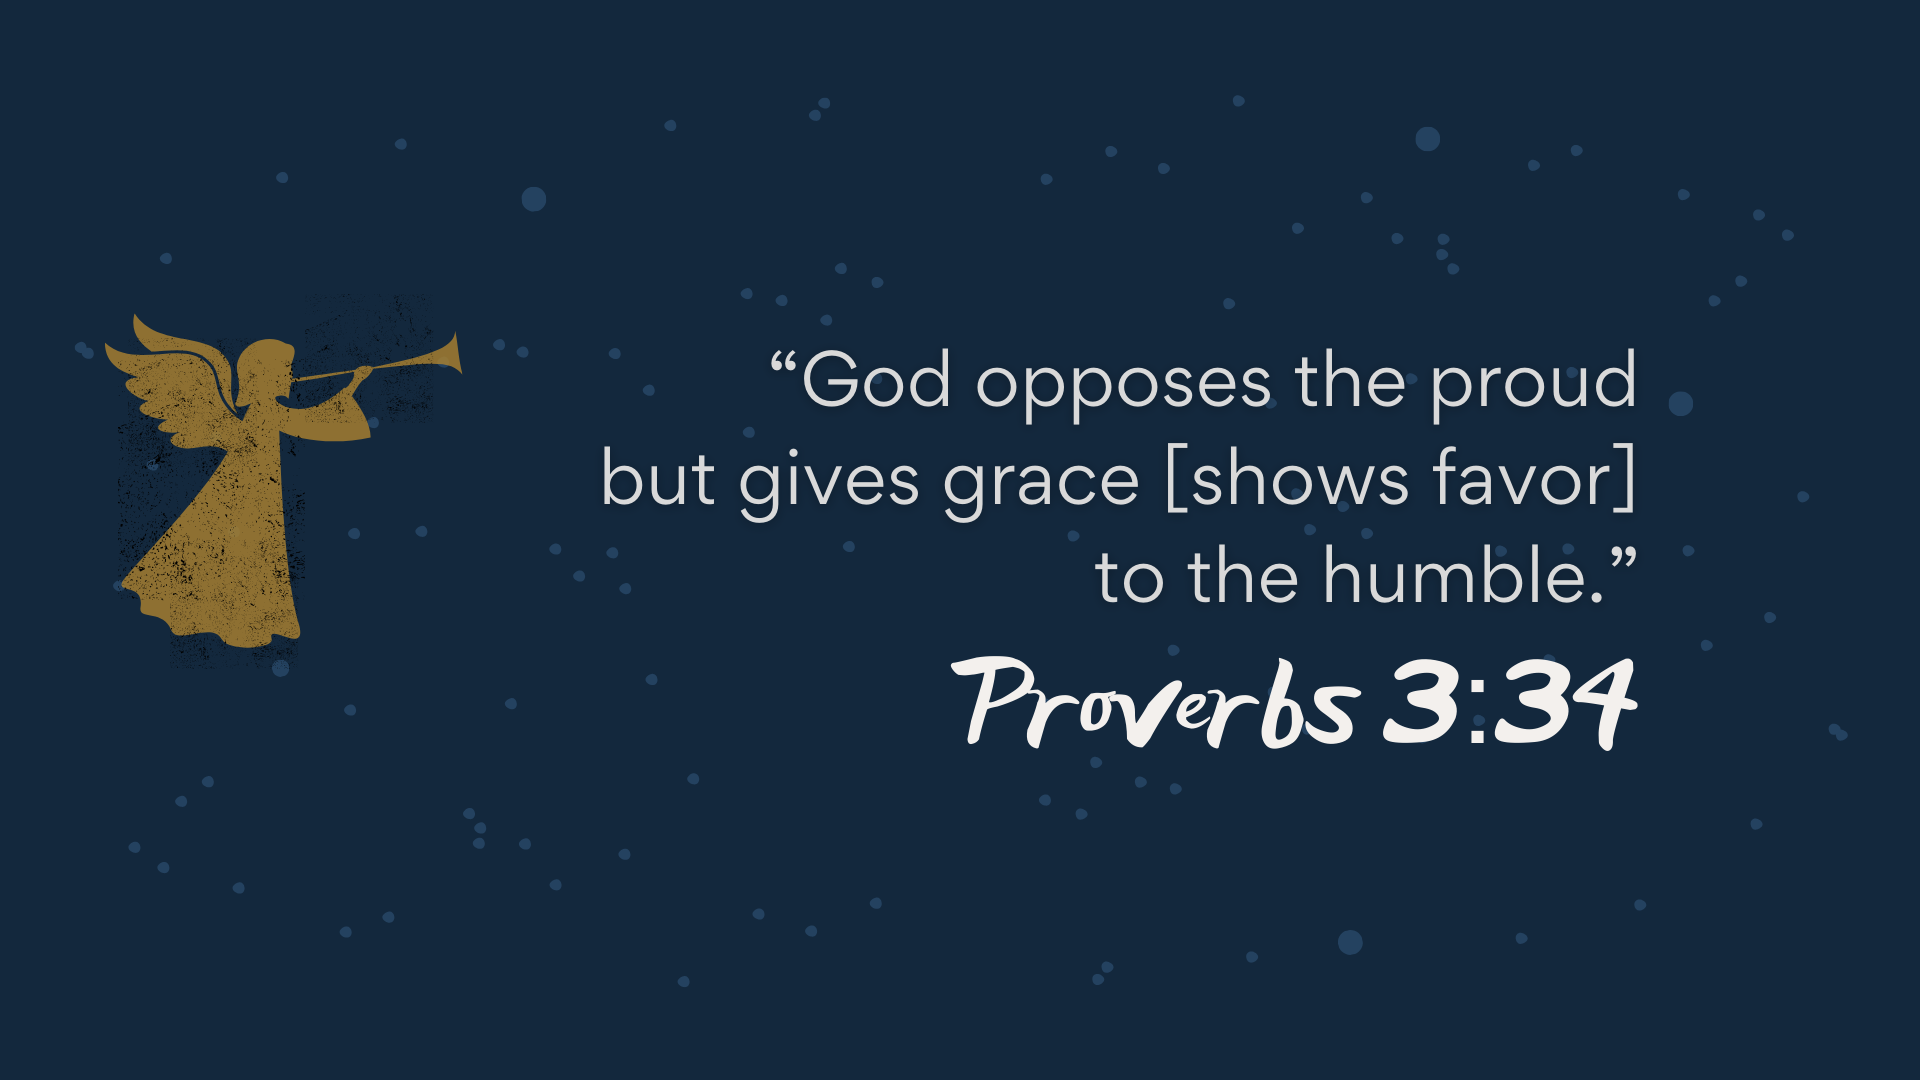 “God opposes the proud
but gives grace [shows favor]
to the humble.”
Proverbs 3:34